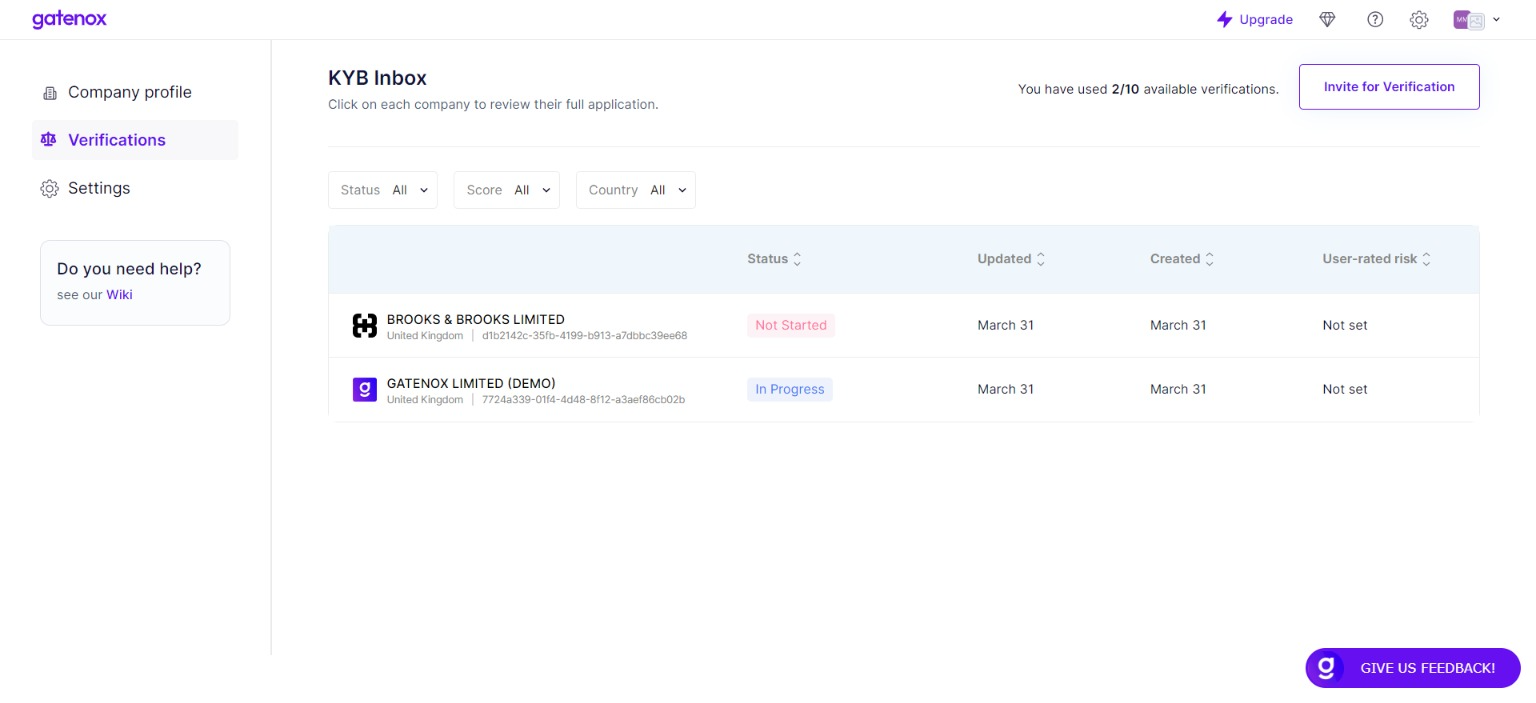 gatenox
Upgrade
MM
Company profile
Verifications
Settings
Do you need help?
see our Wiki
KYB Inbox
Click on each company to review their full application.
You have used 2/10 available verifications.
Invite for Verification
Status All
Score All
Country All
Status Updated Created User-rated risk
BROOKS & BROOKS LIMITED
United Kingdom | d1b2142c-35fb-4199-b913-a7dbbc39ee68
Not Started March 31 March 31 Not set
GATENOX LIMITED (DEMO)
United Kingdom | 7724a339-01f4-4d48-8f12-a3aef86cb02b
In Progress March 31 March 31 Not set
g GIVE US FEEDBACK!